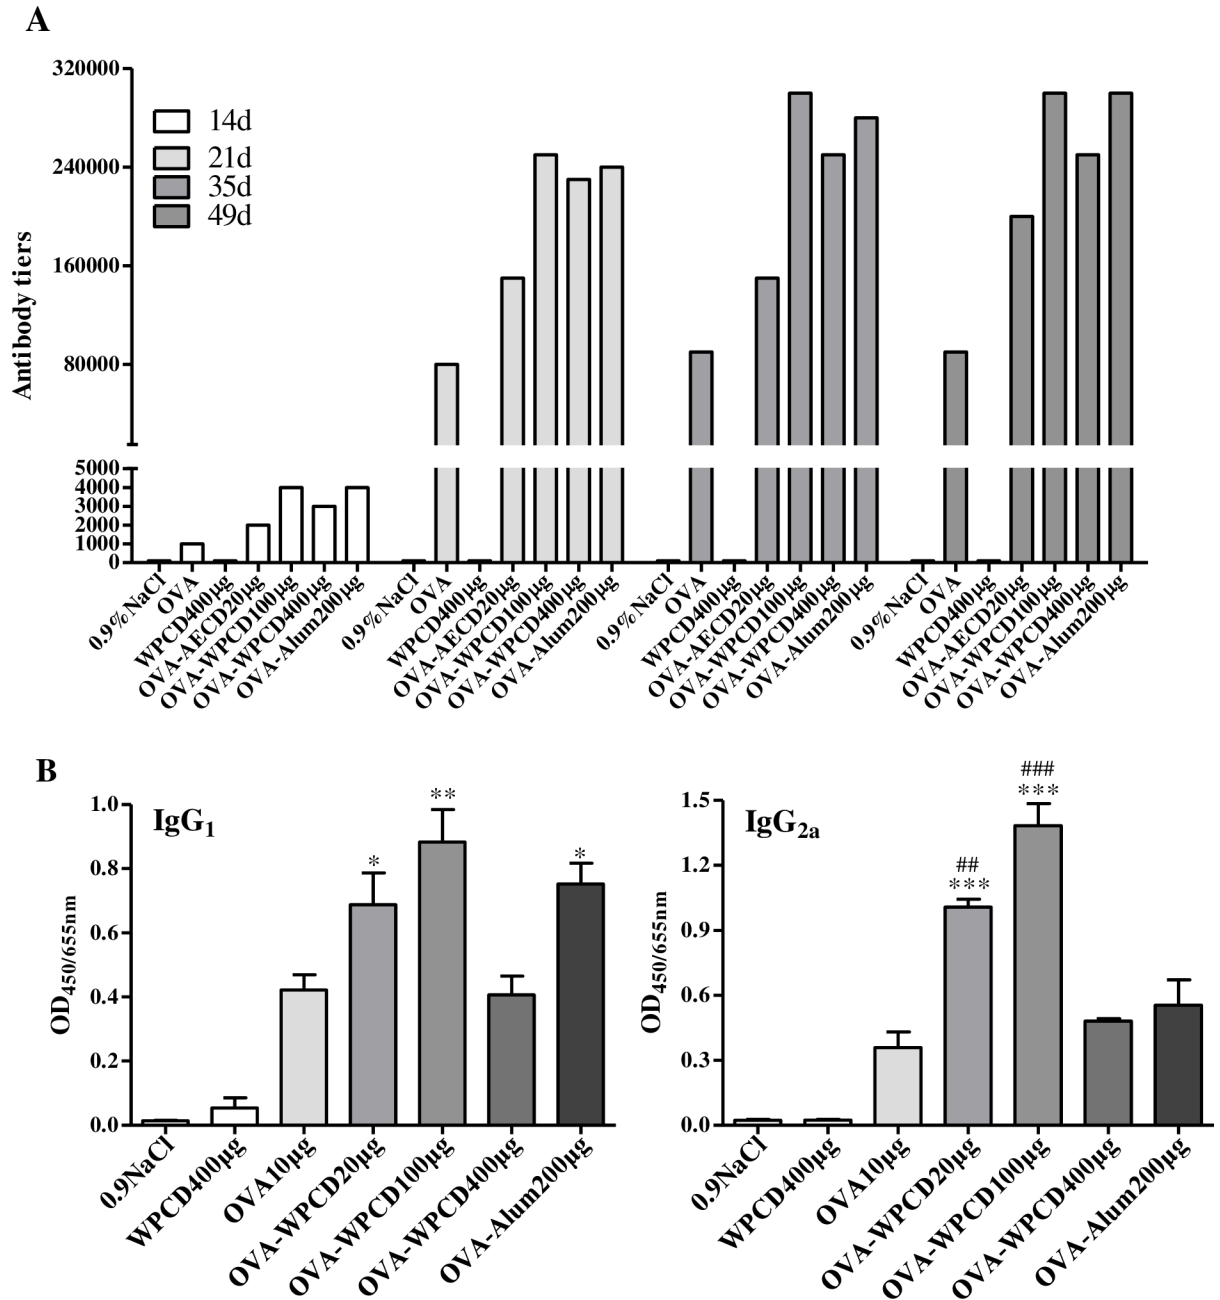 A
320000
240000
160000
80000
5000
4000
3000
2000
1000
0
Antibody tiers
14d
21d
35d
49d
0.9%NaCl
OVA
WPCD400μg
OVA-AECD20μg
OVA-WPCD100μg
OVA-WPCD400μg
OVA-Alum200μg
0.9%NaCl
OVA
WPCD400μg
OVA-AECD20μg
OVA-WPCD100μg
OVA-WPCD400μg
OVA-Alum200μg
0.9%NaCl
OVA
WPCD400μg
OVA-AECD20μg
OVA-WPCD100μg
OVA-WPCD400μg
OVA-Alum200μg
0.9%NaCl
OVA
WPCD400μg
OVA-AECD20μg
OVA-WPCD100μg
OVA-WPCD400μg
OVA-Alum200μg
B
IgG1
1.0
0.8
0.6
0.4
0.2
0.0
OD450/655nm
*
**
*
0.9NaCl
WPCD400μg
OVA10μg
OVA-WPCD20μg
OVA-WPCD100μg
OVA-WPCD400μg
OVA-Alum200μg
IgG2a
1.5
1.2
0.9
0.6
0.3
0.0
OD450/655nm
##
***
###
***
0.9NaCl
WPCD400μg
OVA10μg
OVA-WPCD20μg
OVA-WPCD100μg
OVA-WPCD400μg
OVA-Alum200μg